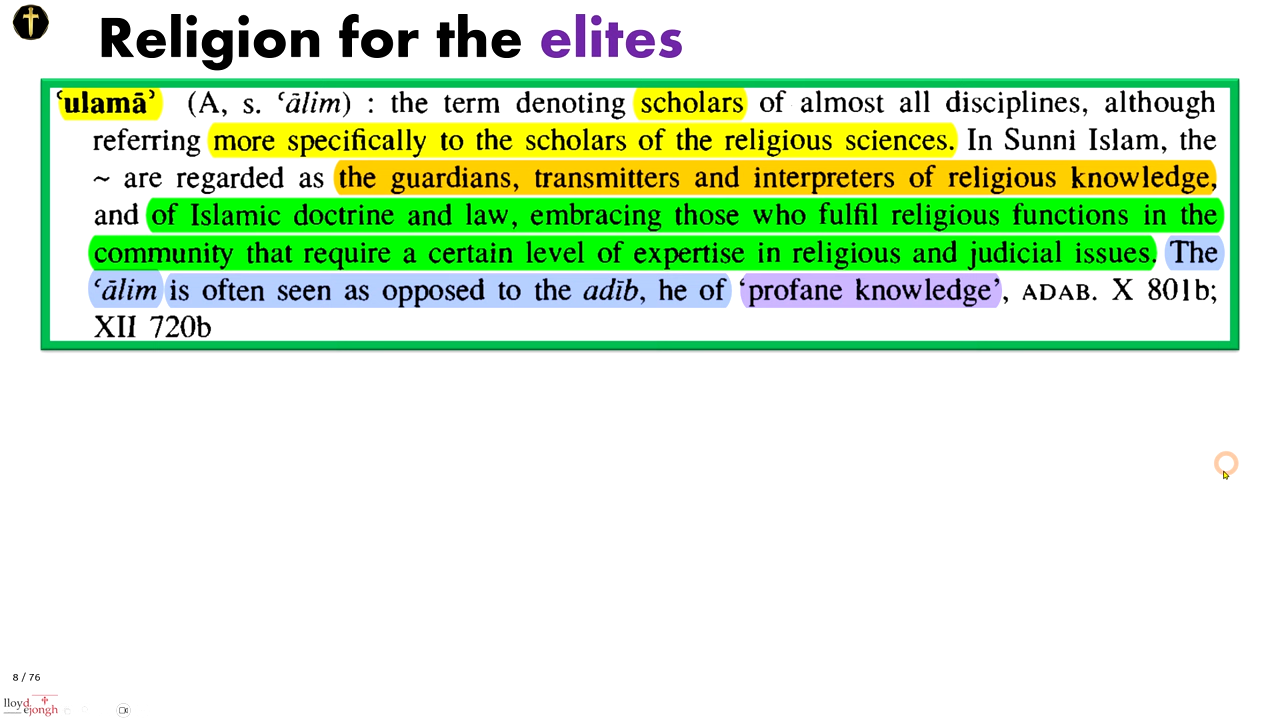 Religion for the elites
ʿulamāʾ (A, s. ʿālim) : the term denoting scholars of almost all disciplines, although
referring more specifically to the scholars of the religious sciences. In Sunni Islam, the
~ are regarded as the guardians, transmitters and interpreters of religious knowledge,
and of Islamic doctrine and law, embracing those who fulfil religious functions in the
community that require a certain level of expertise in religious and judicial issues. The
ʿālim is often seen as opposed to the adīb, he of ‘profane knowledge’, ADAB. X 801b;
XII 720b
8 / 76
lloyd
ejongh